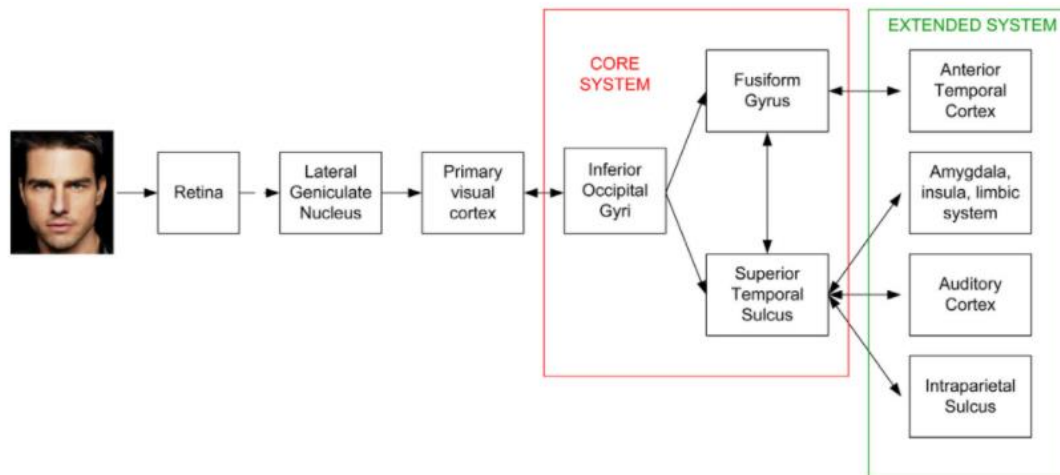 EXTENDED SYSTEM
CORE
SYSTEM
Fusiform
Gyrus
Anterior
Temporal
Cortex
Retina
Lateral
Geniculate
Nucleus
Primary
visual
cortex
Inferior
Occipital
Gyri
Amygdala,
insula, limbic
system
Superior
Temporal
Sulcus
Auditory
Cortex
Intraparietal
Sulcus